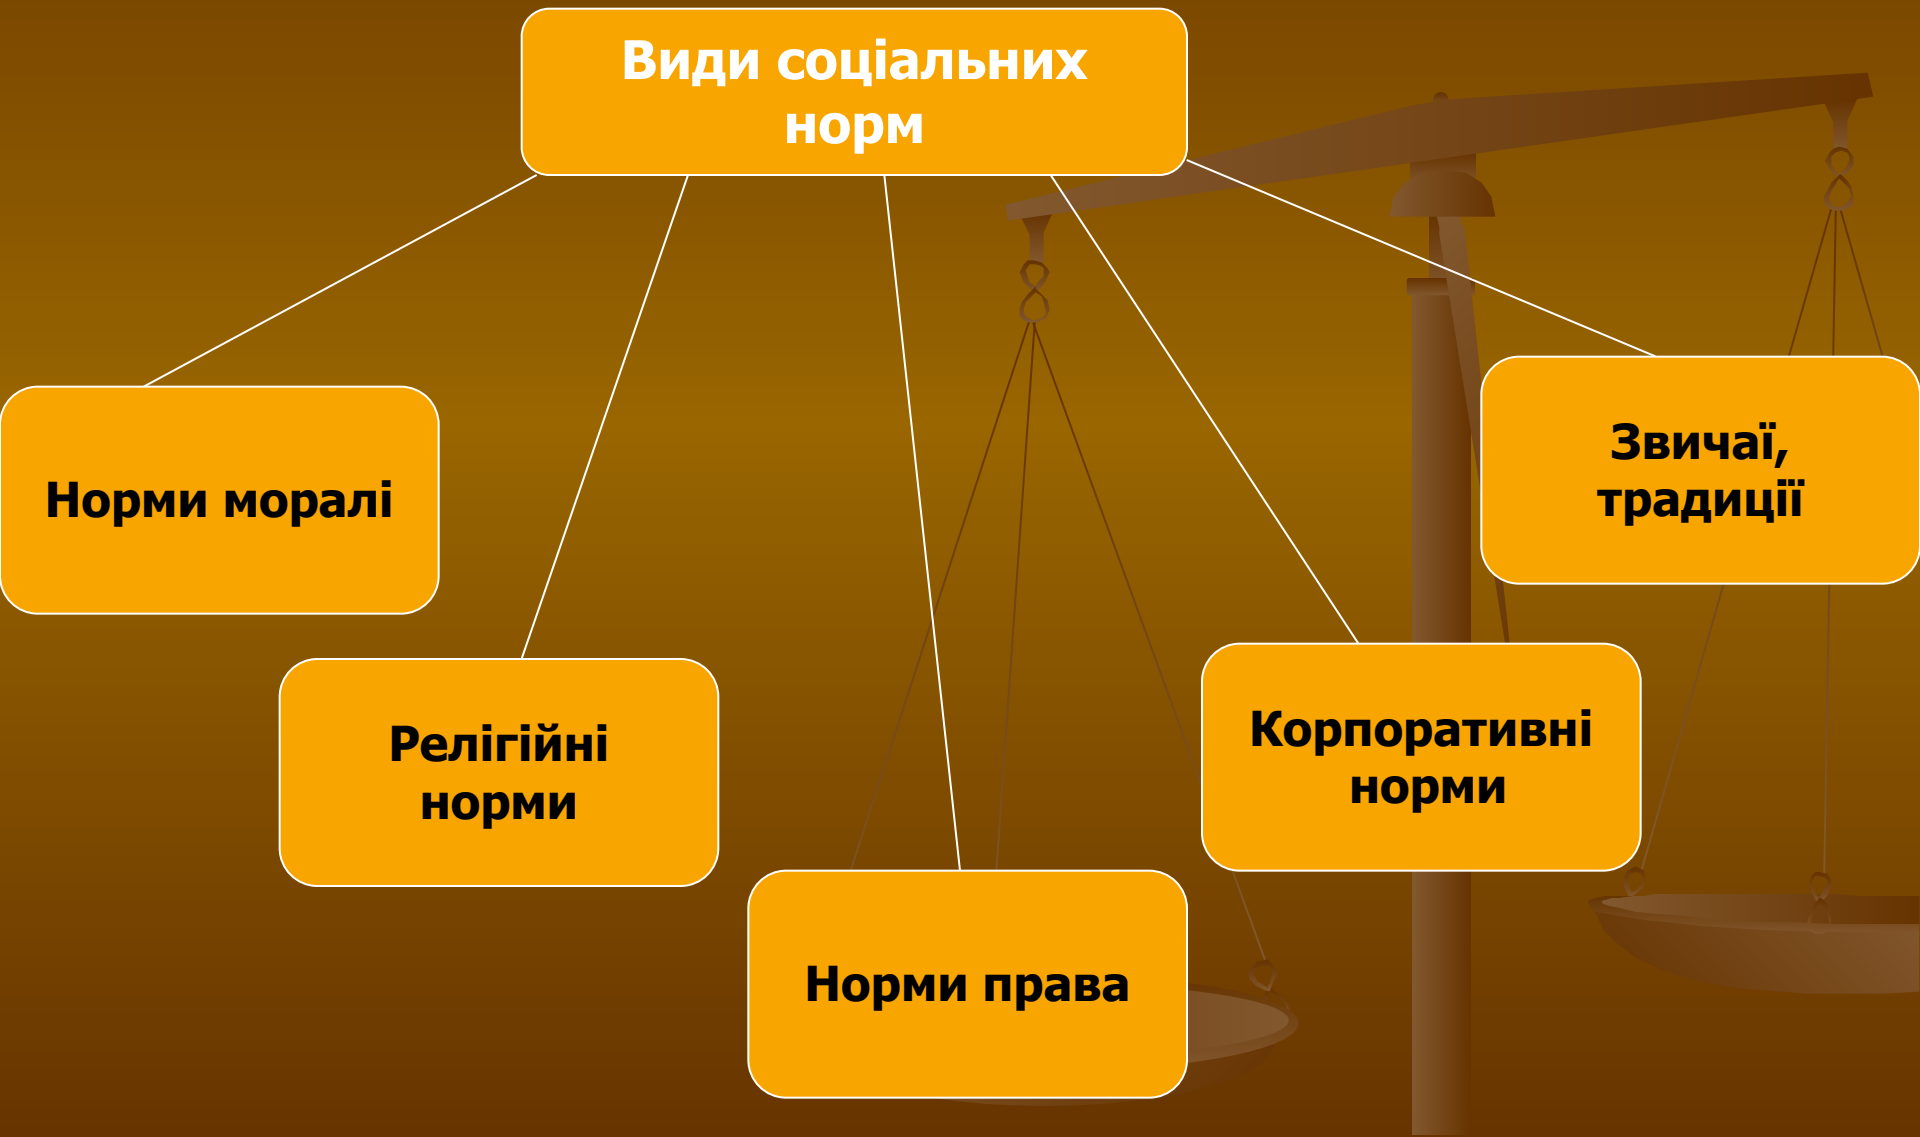 Види соціальних
норм
Норми моралі
Релігійні
норми
Норми права
Корпоративні
норми
Звичаї,
традиції